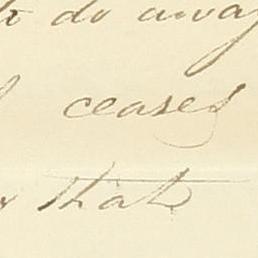 to do away
ceases
that